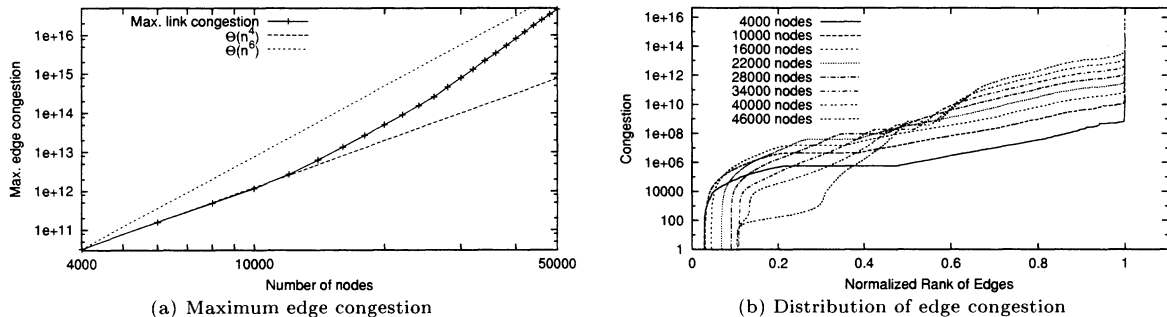 Max. edge congestion
1e+16
1e+15
1e+14
1e+13
1e+12
1e+11
Max. link congestion
Θ(n⁴)
Θ(n⁶)
4000
10000
50000
Number of nodes
(a) Maximum edge congestion
Congestion
1e+16
1e+14
1e+12
1e+10
1e+08
1e+06
10000
100
1
4000 nodes
10000 nodes
16000 nodes
22000 nodes
28000 nodes
34000 nodes
40000 nodes
46000 nodes
0
0.2
0.4
0.6
0.8
1
Normalized Rank of Edges
(b) Distribution of edge congestion